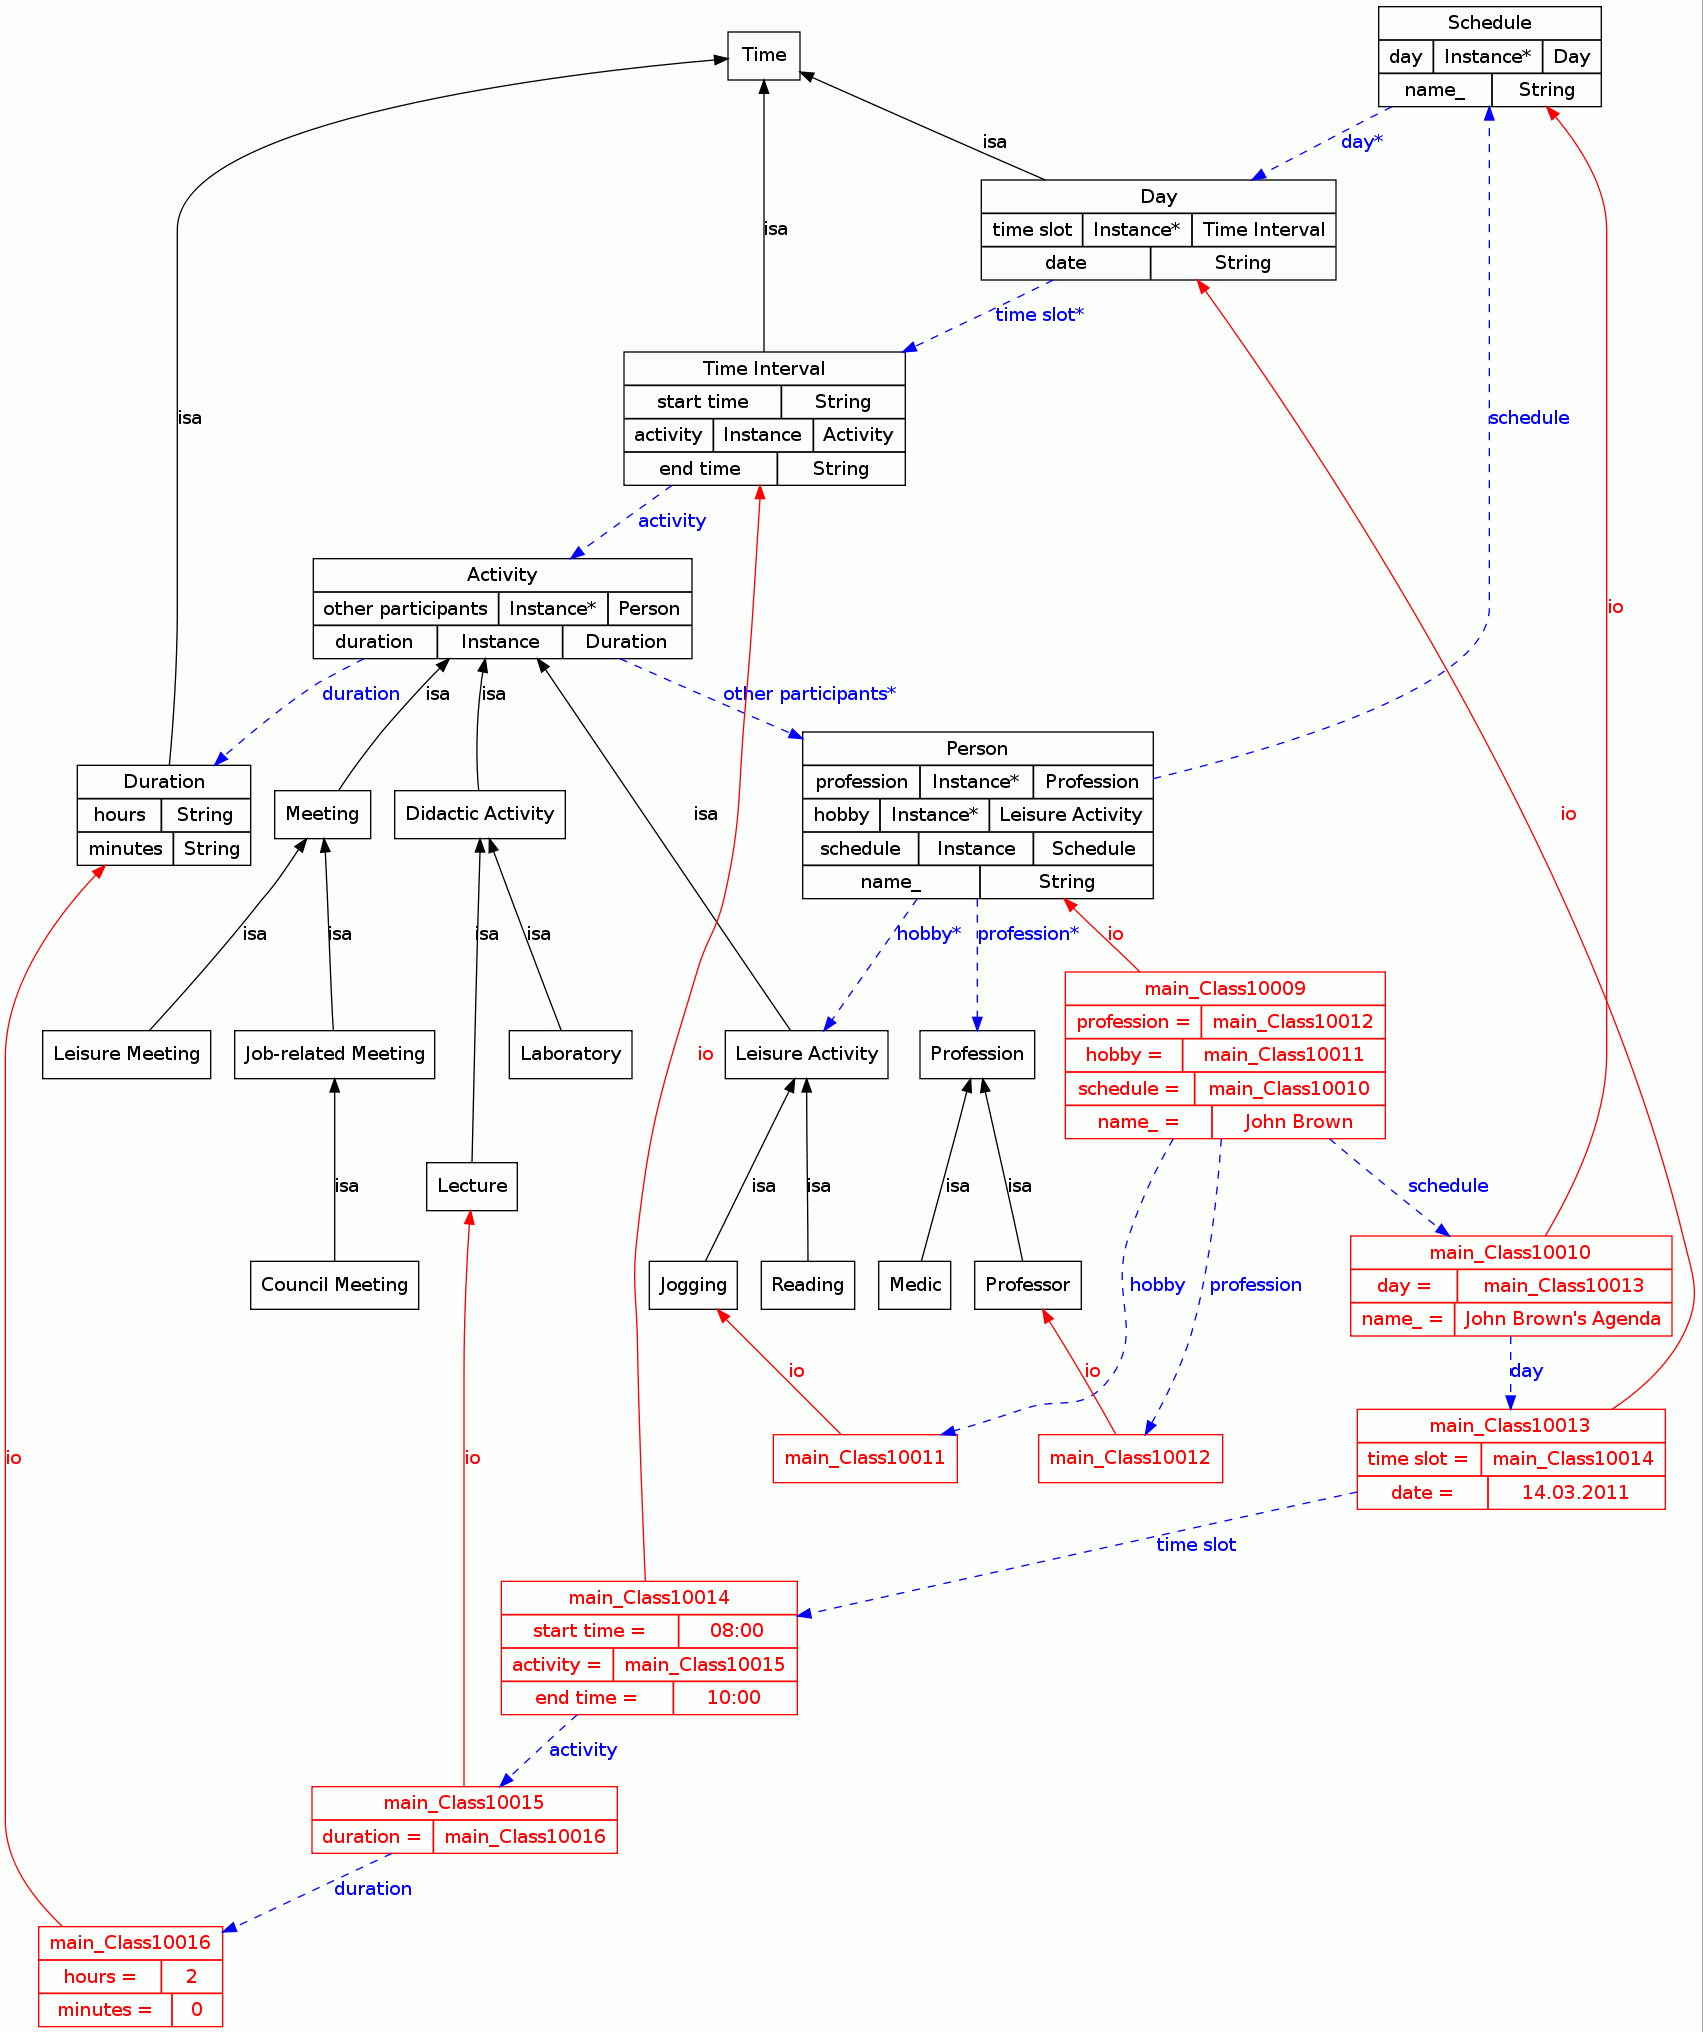 Schedule
day Instance* Day
name_ String
Time
isa
day*
Day
time slot Instance* Time Interval
date String
isa
time slot*
Time Interval
start time String
activity Instance Activity
end time String
isa
schedule
activity
Activity
other participants Instance* Person
duration Instance Duration
io
duration
isa
isa
other participants*
Person
profession Instance* Profession
hobby Instance* Leisure Activity
schedule Instance Schedule
name_ String
Duration
hours String
minutes String
Meeting
Didactic Activity
isa
io
isa
isa
isa
isa
hobby*
profession*
io
main_Class10009
profession = main_Class10012
hobby = main_Class10011
schedule = main_Class10010
name_ = John Brown
Leisure Meeting
Job-related Meeting
Laboratory
io
Leisure Activity
Profession
isa
Lecture
isa
isa
isa
isa
schedule
main_Class10010
day = main_Class10013
name_ = John Brown's Agenda
Council Meeting
Jogging
Reading
Medic
Professor
hobby
profession
io
io
day
main_Class10013
time slot = main_Class10014
date = 14.03.2011
io
io
main_Class10011
main_Class10012
time slot
main_Class10014
start time = 08:00
activity = main_Class10015
end time = 10:00
activity
main_Class10015
duration = main_Class10016
duration
main_Class10016
hours = 2
minutes = 0